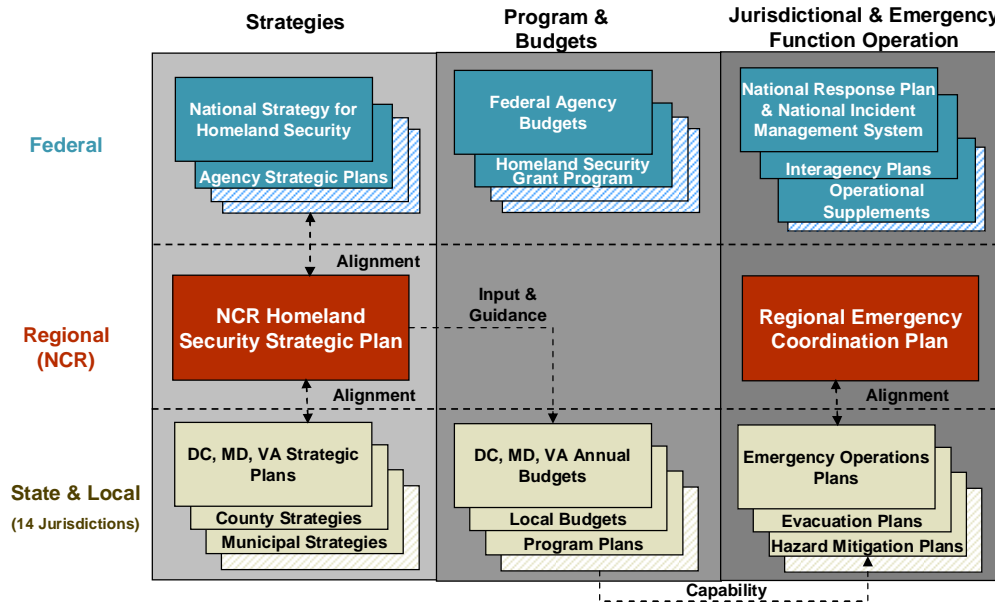 Strategies
Program &
Budgets
Jurisdictional & Emergency
Function Operation
Federal
National Strategy for
Homeland Security
Agency Strategic Plans
Federal Agency
Budgets
Homeland Security
Grant Program
National Response Plan
& National Incident
Management System
Interagency Plans
Operational
Supplements
Alignment
Regional
(NCR)
NCR Homeland
Security Strategic Plan
Input &
Guidance
Regional Emergency
Coordination Plan
Alignment
Alignment
State & Local
(14 Jurisdictions)
DC, MD, VA Strategic
Plans
County Strategies
Municipal Strategies
DC, MD, VA Annual
Budgets
Local Budgets
Program Plans
Emergency Operations
Plans
Evacuation Plans
Hazard Mitigation Plans
Capability